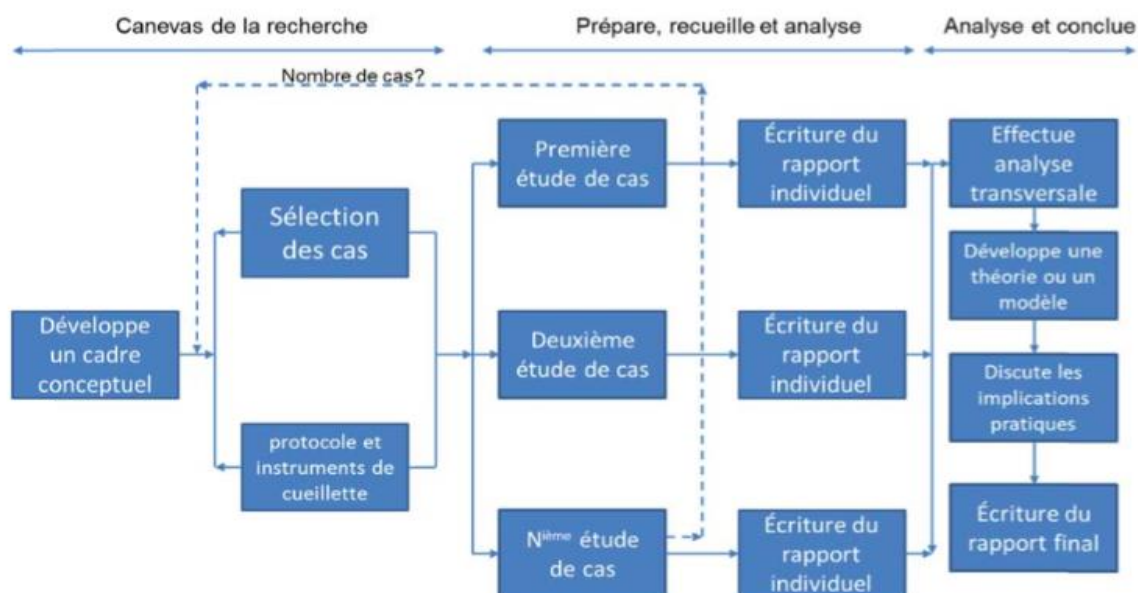 Canevas de la recherche
Prépare, recueille et analyse
Analyse et conclue
Nombre de cas?
Développe
un cadre
conceptuel
Sélection
des cas
protocole et
instruments de
cueillette
Première
étude de cas
Deuxième
étude de cas
Nième étude
de cas
Écriture du
rapport
individuel
Écriture du
rapport
individuel
Écriture du
rapport
individuel
Effectue
analyse
transversale
Développe une
théorie ou un
modèle
Discute les
implications
pratiques
Écriture du
rapport final